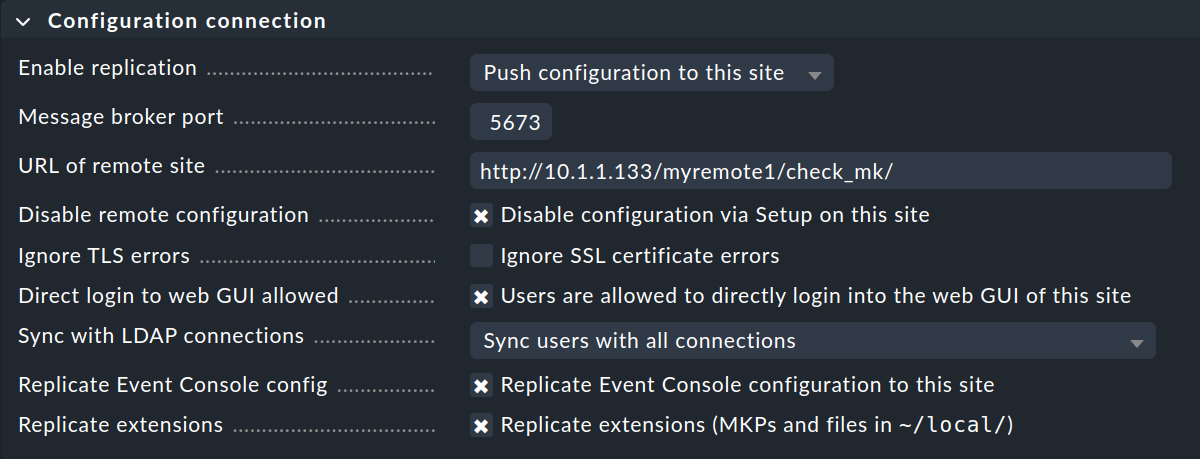 Configuration connection
Enable replication Push configuration to this site
Message broker port 5673
URL of remote site http://10.1.1.133/myremote1/check_mk/
Disable remote configuration Disable configuration via Setup on this site
Ignore TLS errors Ignore SSL certificate errors
Direct login to web GUI allowed Users are allowed to directly login into the web GUI of this site
Sync with LDAP connections Sync users with all connections
Replicate Event Console config Replicate Event Console configuration to this site
Replicate extensions Replicate extensions (MKPs and files in ~/local/)